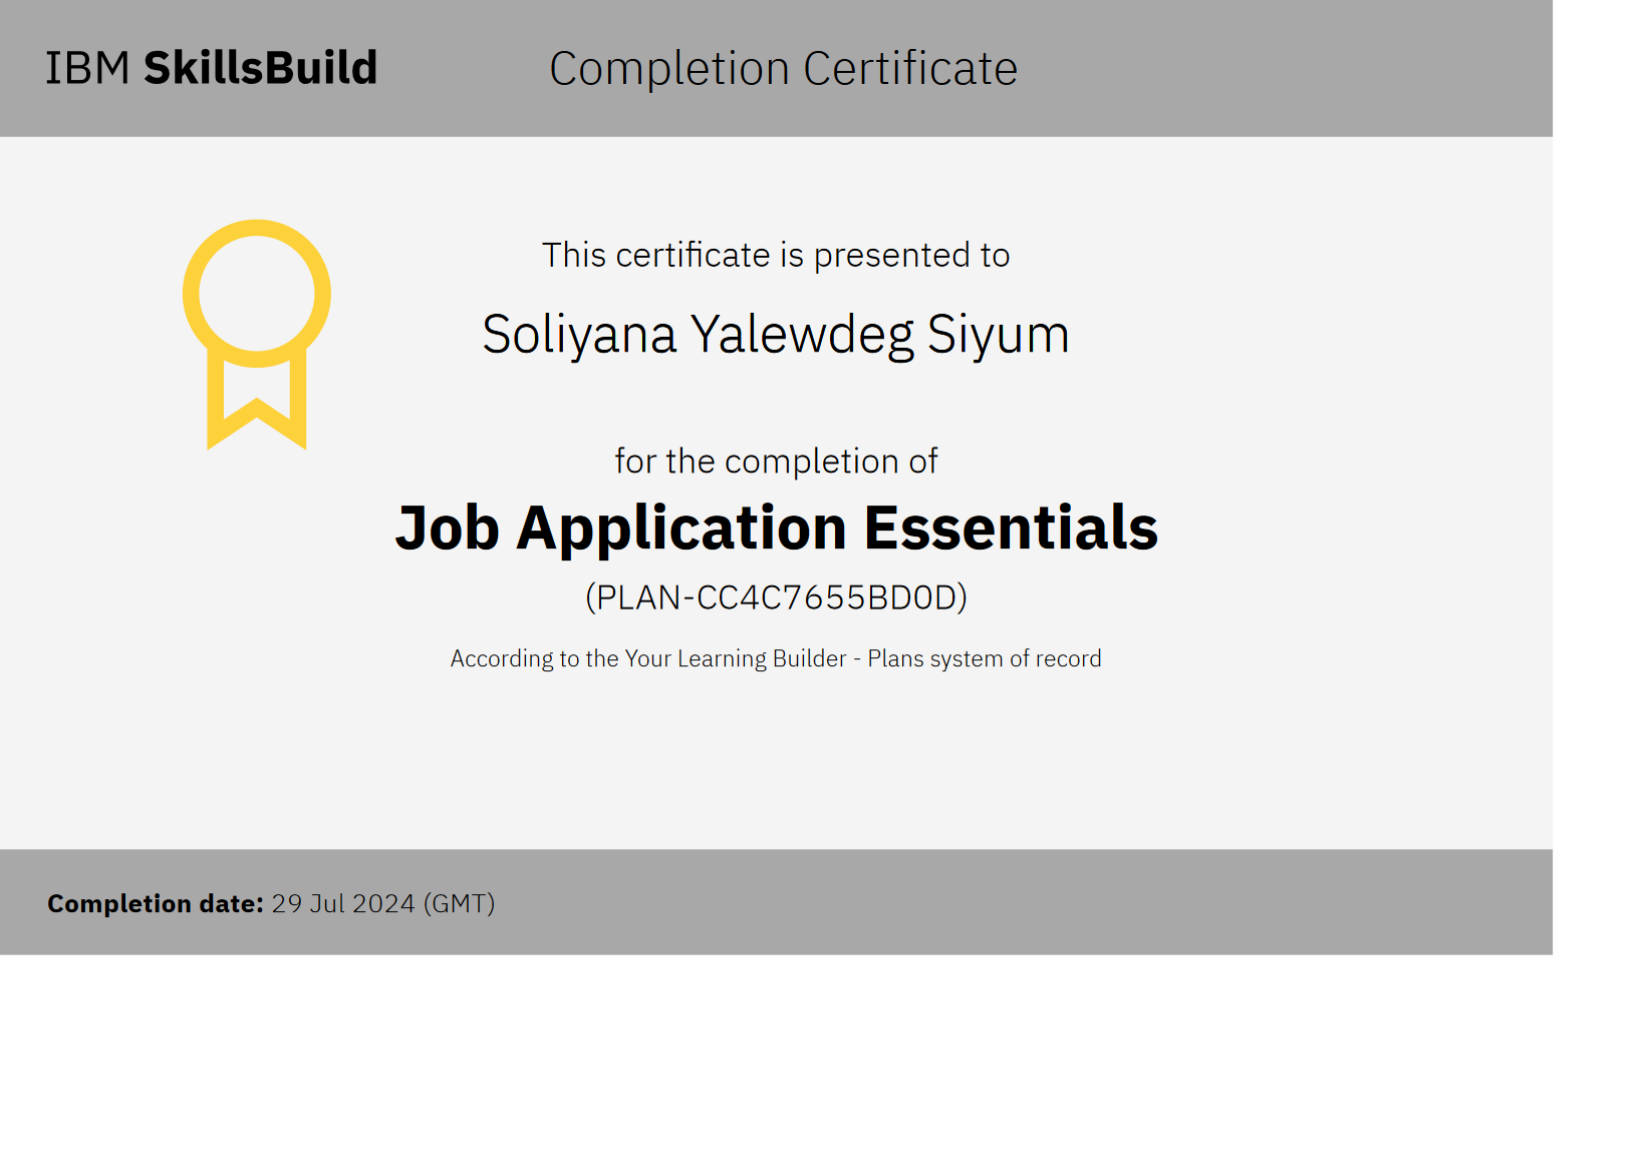 IBM SkillsBuild
Completion Certificate
This certificate is presented to
Soliyana Yalewdeg Siyum
for the completion of
Job Application Essentials
(PLAN-CC4C7655BD0D)
According to the Your Learning Builder - Plans system of record
Completion date: 29 Jul 2024 (GMT)